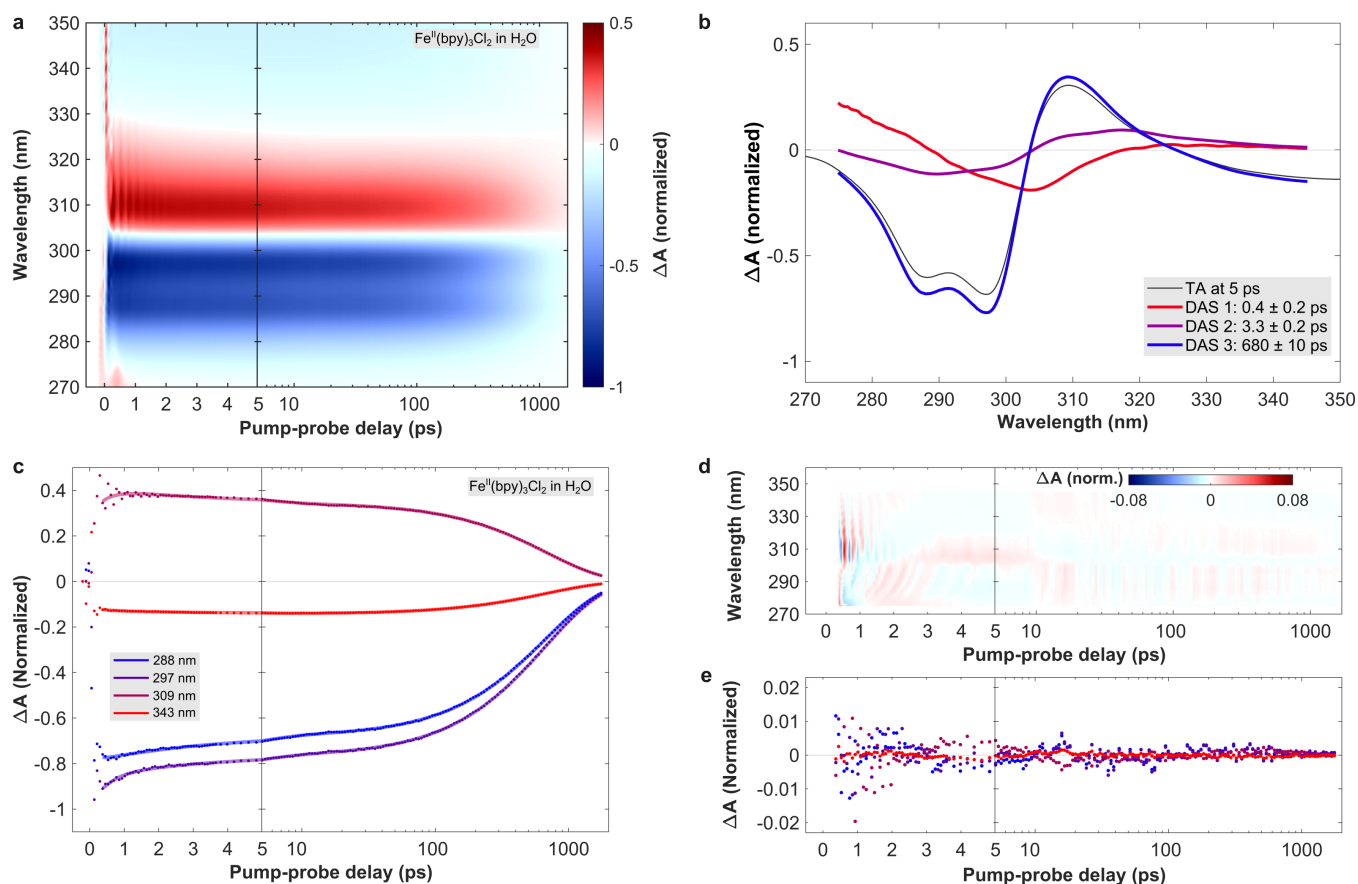 a
350
340
330
320
310
300
290
280
270
Wavelength (nm)
Fe^II(bpy)₃Cl₂ in H₂O
0 1 2 3 4 5 10 100 1000
Pump-probe delay (ps)
0.5
0
-0.5
-1
ΔA (normalized)
b
0.5
0
-0.5
-1
ΔA (normalized)
TA at 5 ps
DAS 1: 0.4 ± 0.2 ps
DAS 2: 3.3 ± 0.2 ps
DAS 3: 680 ± 10 ps
270 280 290 300 310 320 330 340 350
Wavelength (nm)
c
Fe^II(bpy)₃Cl₂ in H₂O
0.4
0.2
0
-0.2
-0.4
-0.6
-0.8
-1
ΔA (Normalized)
288 nm
297 nm
309 nm
343 nm
0 1 2 3 4 5 10 100 1000
Pump-probe delay (ps)
d
ΔA (norm.)
-0.08 0 0.08
350
330
310
290
270
Wavelength (nm)
0 1 2 3 4 5 10 100 1000
Pump-probe delay (ps)
e
0.02
0.01
0
-0.01
-0.02
ΔA (Normalized)
0 1 2 3 4 5 10 100 1000
Pump-probe delay (ps)